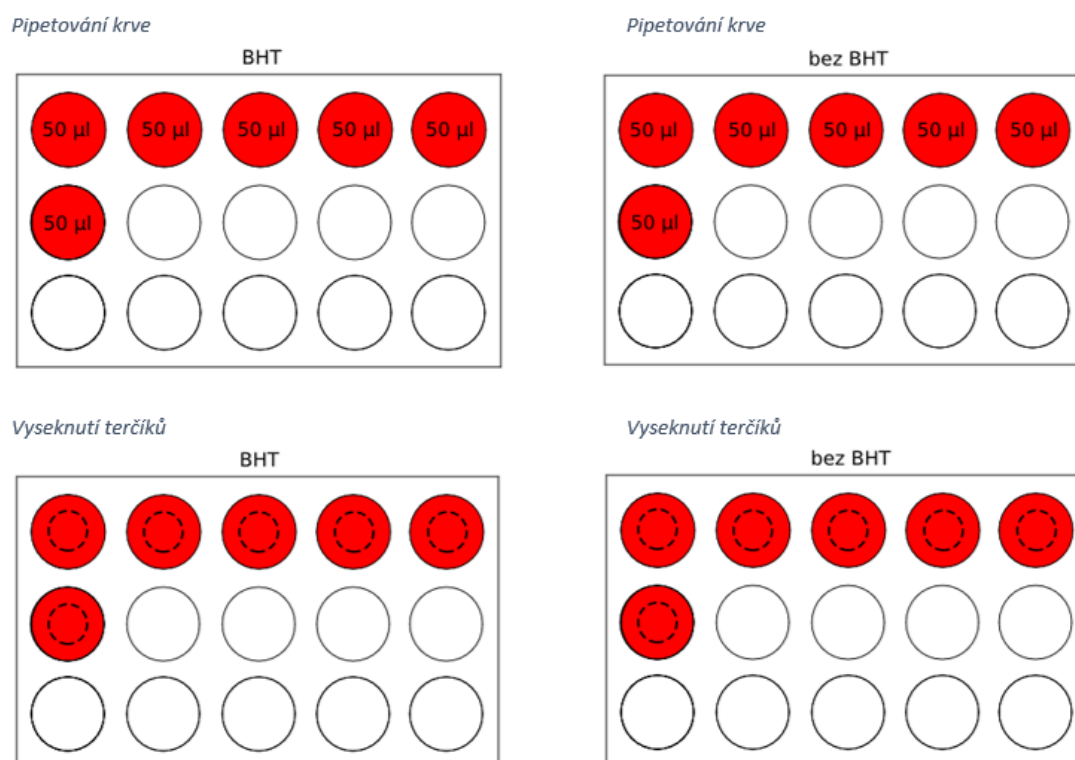 Pipetování krve
BHT
50 µl 50 µl 50 µl 50 µl 50 µl
50 µl
Pipetování krve
bez BHT
50 µl 50 µl 50 µl 50 µl 50 µl
50 µl
Vyseknutí terčíků
BHT
Vyseknutí terčíků
bez BHT